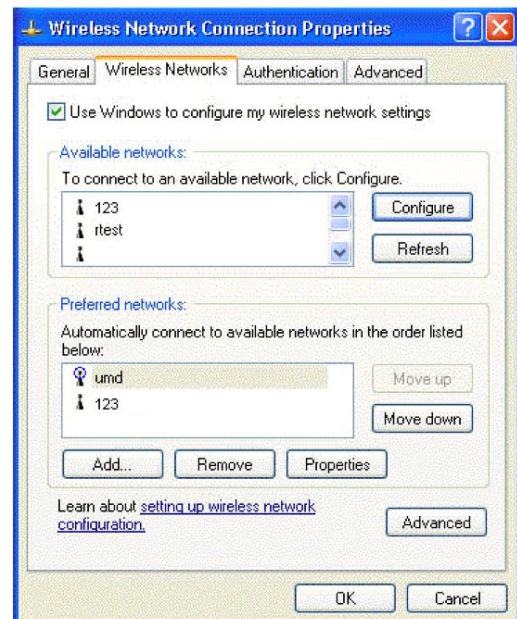 Wireless Network Connection Properties
General Wireless Networks Authentication Advanced
Use Windows to configure my wireless network settings
Available networks:
To connect to an available network, click Configure.
123
rtest
Configure
Refresh
Preferred networks:
Automatically connect to available networks in the order listed
below:
umd
123
Move up
Move down
Add... Remove Properties
Learn about setting up wireless network
configuration.
Advanced
OK Cancel